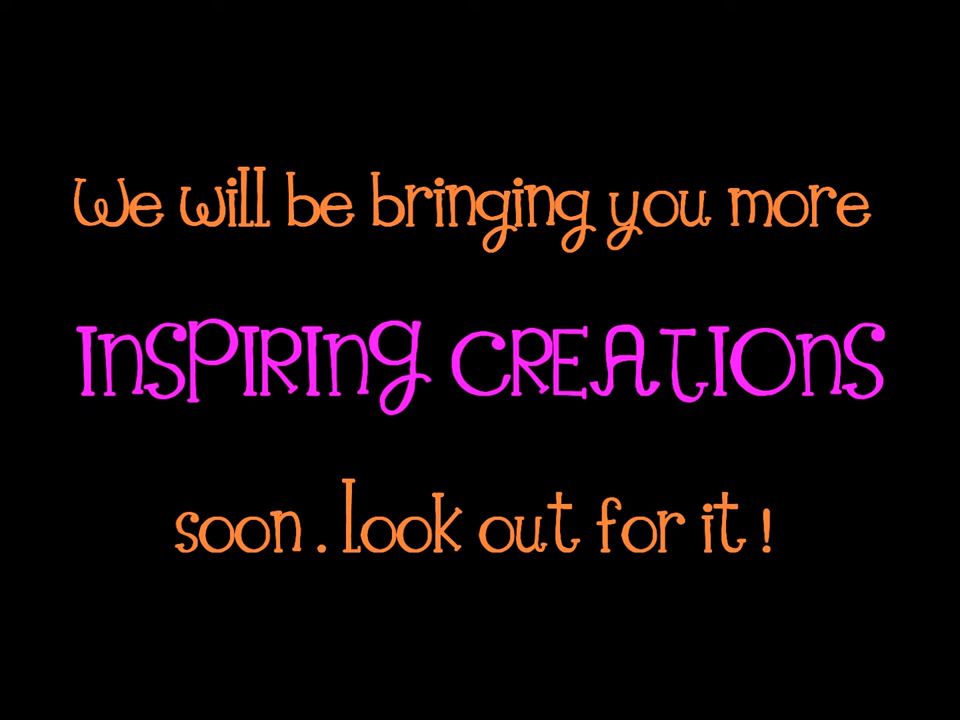 We will be bringing you more
INSPIRING CREATIONS
soon . Look out for it !